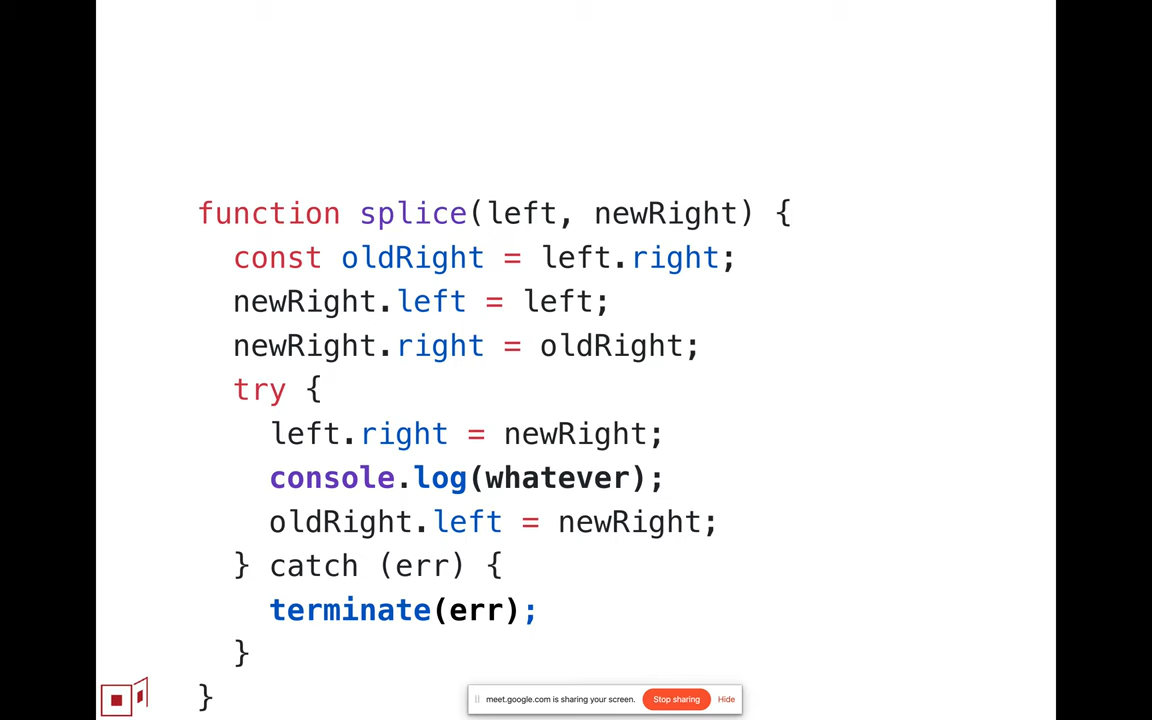 function splice(left, newRight) {
  const oldRight = left.right;
  newRight.left = left;
  newRight.right = oldRight;
  try {
    left.right = newRight;
    console.log(whatever);
    oldRight.left = newRight;
  } catch (err) {
    terminate(err);
  }
}
meet.google.com is sharing your screen. Stop sharing Hide